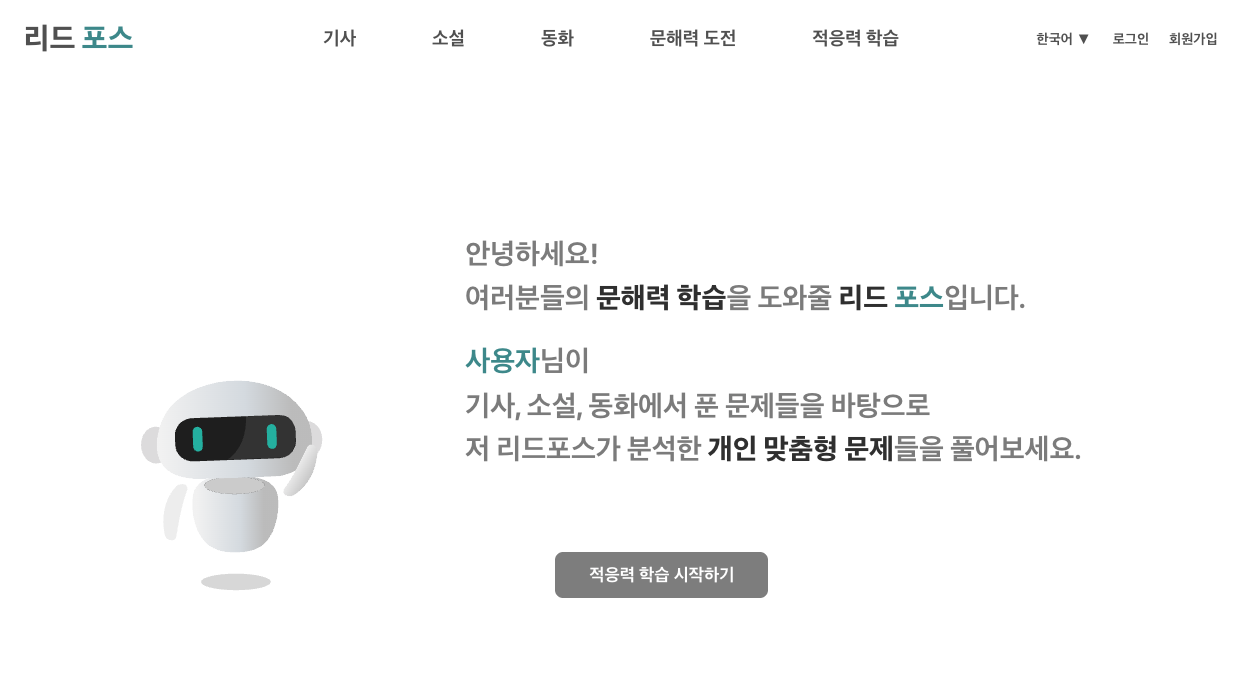 리드 포스
기사 소설 동화 문해력 도전 적응력 학습
한국어 ▼ 로그인 회원가입
안녕하세요!
여러분들의 문해력 학습을 도와줄 리드 포스입니다.
사용자님이
기사, 소설, 동화에서 푼 문제들을 바탕으로
저 리드포스가 분석한 개인 맞춤형 문제들을 풀어보세요.
적응력 학습 시작하기